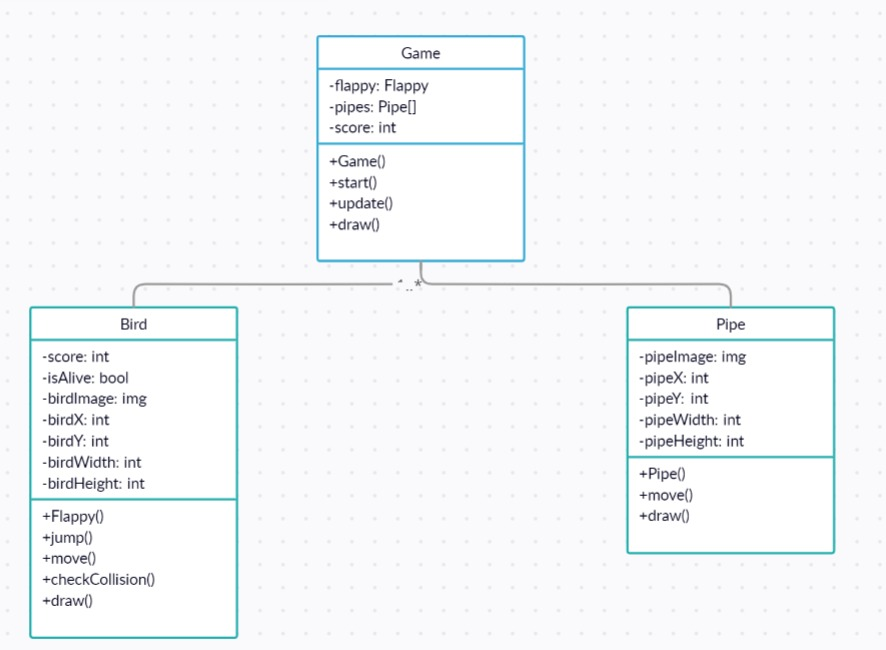 Game
-flappy: Flappy
-pipes: Pipe[]
-score: int
+Game()
+start()
+update()
+draw()
Bird
-score: int
-isAlive: bool
-birdImage: img
-birdX: int
-birdY: int
-birdWidth: int
-birdHeight: int
+Flappy()
+jump()
+move()
+checkCollision()
+draw()
Pipe
-pipeImage: img
-pipeX: int
-pipeY: int
-pipeWidth: int
-pipeHeight: int
+Pipe()
+move()
+draw()